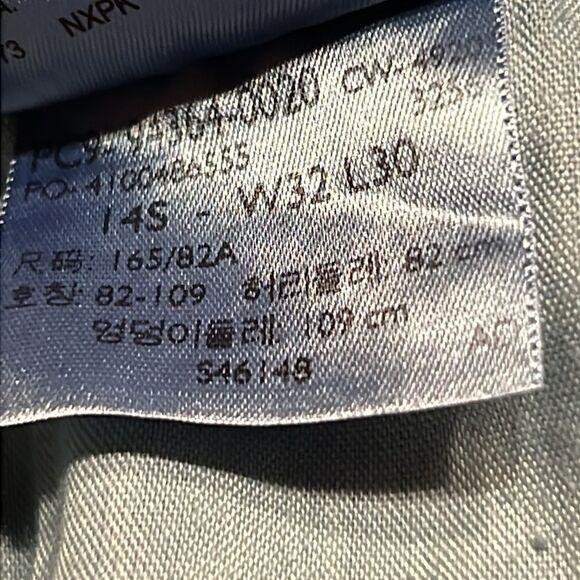 NXPK
PO-4100486555
14S - W32 L30
尺码: 165/82A
호칭: 82-109 허리둘레: 82 cm
엉덩이둘레: 109 cm
S46148